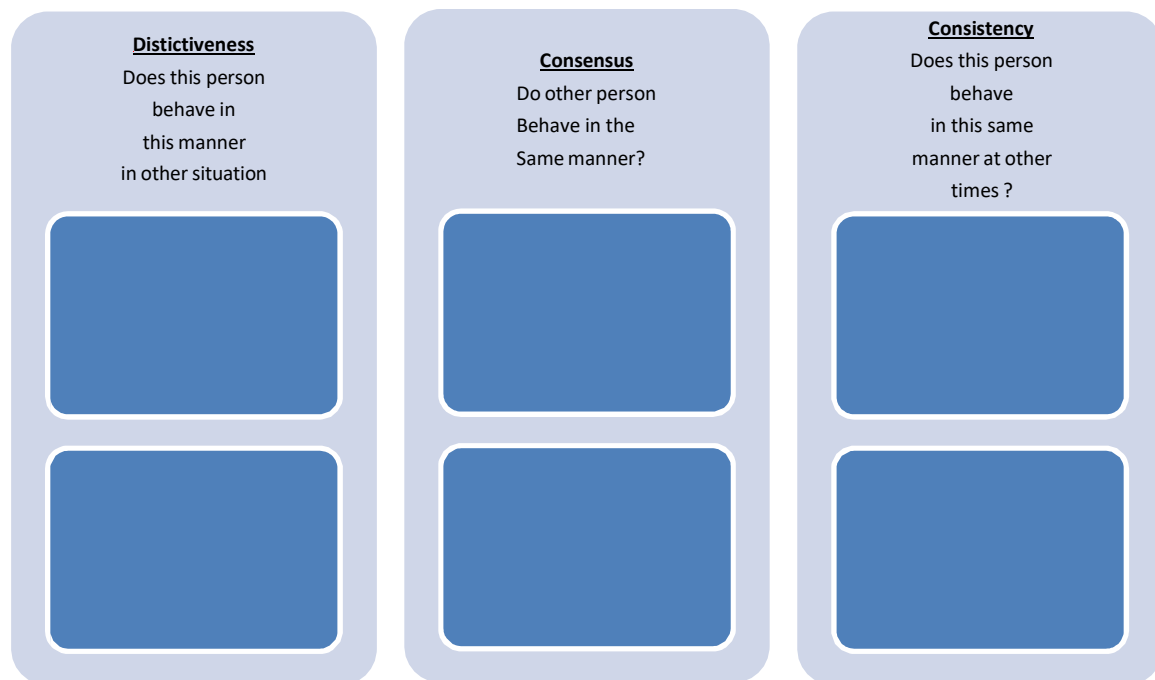 Distictiveness
Does this person
behave in
this manner
in other situation
Consensus
Do other person
Behave in the
Same manner?
Consistency
Does this person
behave
in this same
manner at other
times ?